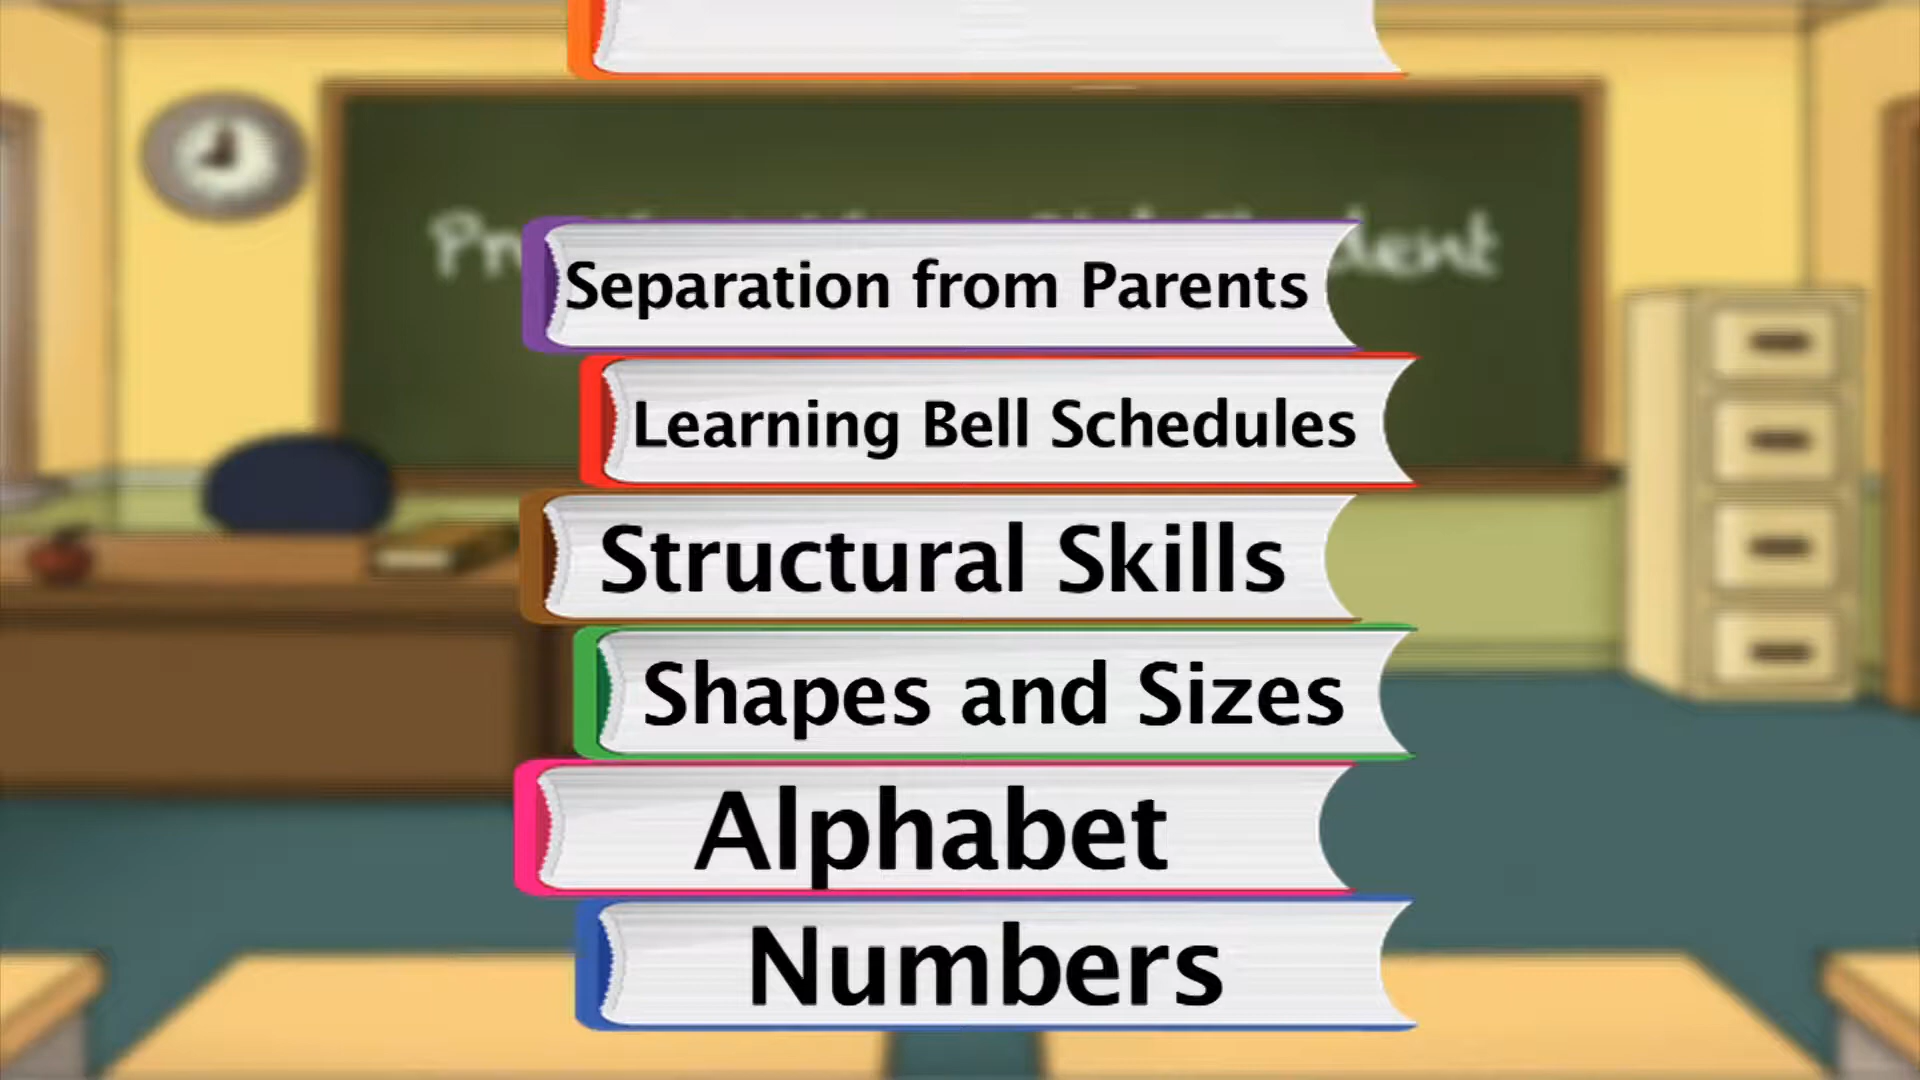 Separation from Parents
Learning Bell Schedules
Structural Skills
Shapes and Sizes
Alphabet
Numbers